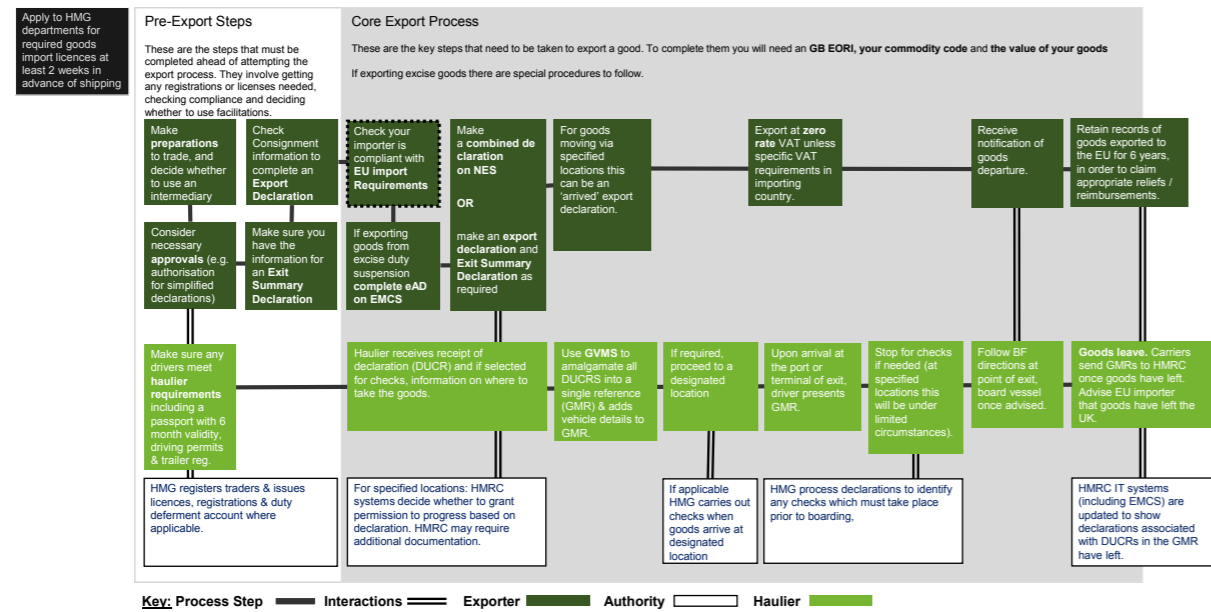 Apply to HMG
departments for
required goods
import licences at
least 2 weeks in
advance of shipping
Pre-Export Steps
These are the steps that must be
completed ahead of attempting the
export process. They involve getting
any registrations or licenses needed,
checking compliance and deciding
whether to use facilitations.
Core Export Process
These are the key steps that need to be taken to export a good. To complete them you will need an GB EORI, your commodity code and the value of your goods
If exporting excise goods there are special procedures to follow.
Make
preparations
to trade, and
decide whether
to use an
intermediary
Check
Consignment
information to
complete an
Export
Declaration
Check your
importer is
compliant with
EU import
Requirements
Make
a combined de
claration
on NES
OR
make an export
declaration and
Exit Summary
Declaration as
required
For goods
moving via
specified
locations this
can be an
'arrived' export
declaration.
Export at zero
rate VAT unless
specific VAT
requirements in
importing
country.
Receive
notification of
goods
departure.
Retain records of
goods exported to
the EU for 6 years,
in order to claim
appropriate reliefs /
reimbursements.
Consider
necessary
approvals (e.g.
authorisation
for simplified
declarations)
Make sure you
have the
information for
an Exit
Summary
Declaration
If exporting
goods from
excise duty
suspension
complete eAD
on EMCS
Make sure any
drivers meet
haulier
requirements
including a
passport with 6
month validity,
driving permits
& trailer reg.
Haulier receives receipt of
declaration (DUCR) and if selected
for checks, information on where to
take the goods.
Use GVMS to
amalgamate all
DUCRS into a
single reference
(GMR) & adds
vehicle details to
GMR.
If required,
proceed to a
designated
location
Upon arrival at
the port or
terminal of exit,
driver presents
GMR.
Stop for checks
if needed (at
specified
locations this
will be under
limited
circumstances).
Follow BF
directions at
point of exit,
board vessel
once advised.
Goods leave. Carriers
send GMRs to HMRC
once goods have left.
Advise EU importer
that goods have left the
UK.
HMG registers traders & issues
licences, registrations & duty
deferment account where
applicable.
For specified locations: HMRC
systems decide whether to grant
permission to progress based on
declaration. HMRC may require
additional documentation.
If applicable
HMG carries out
checks when
goods arrive at
designated
location
HMG process declarations to identify
any checks which must take place
prior to boarding,
HMRC IT systems
(including EMCS) are
updated to show
declarations associated
with DUCRs in the GMR
have left.
Key: Process Step Interactions Exporter Authority Haulier